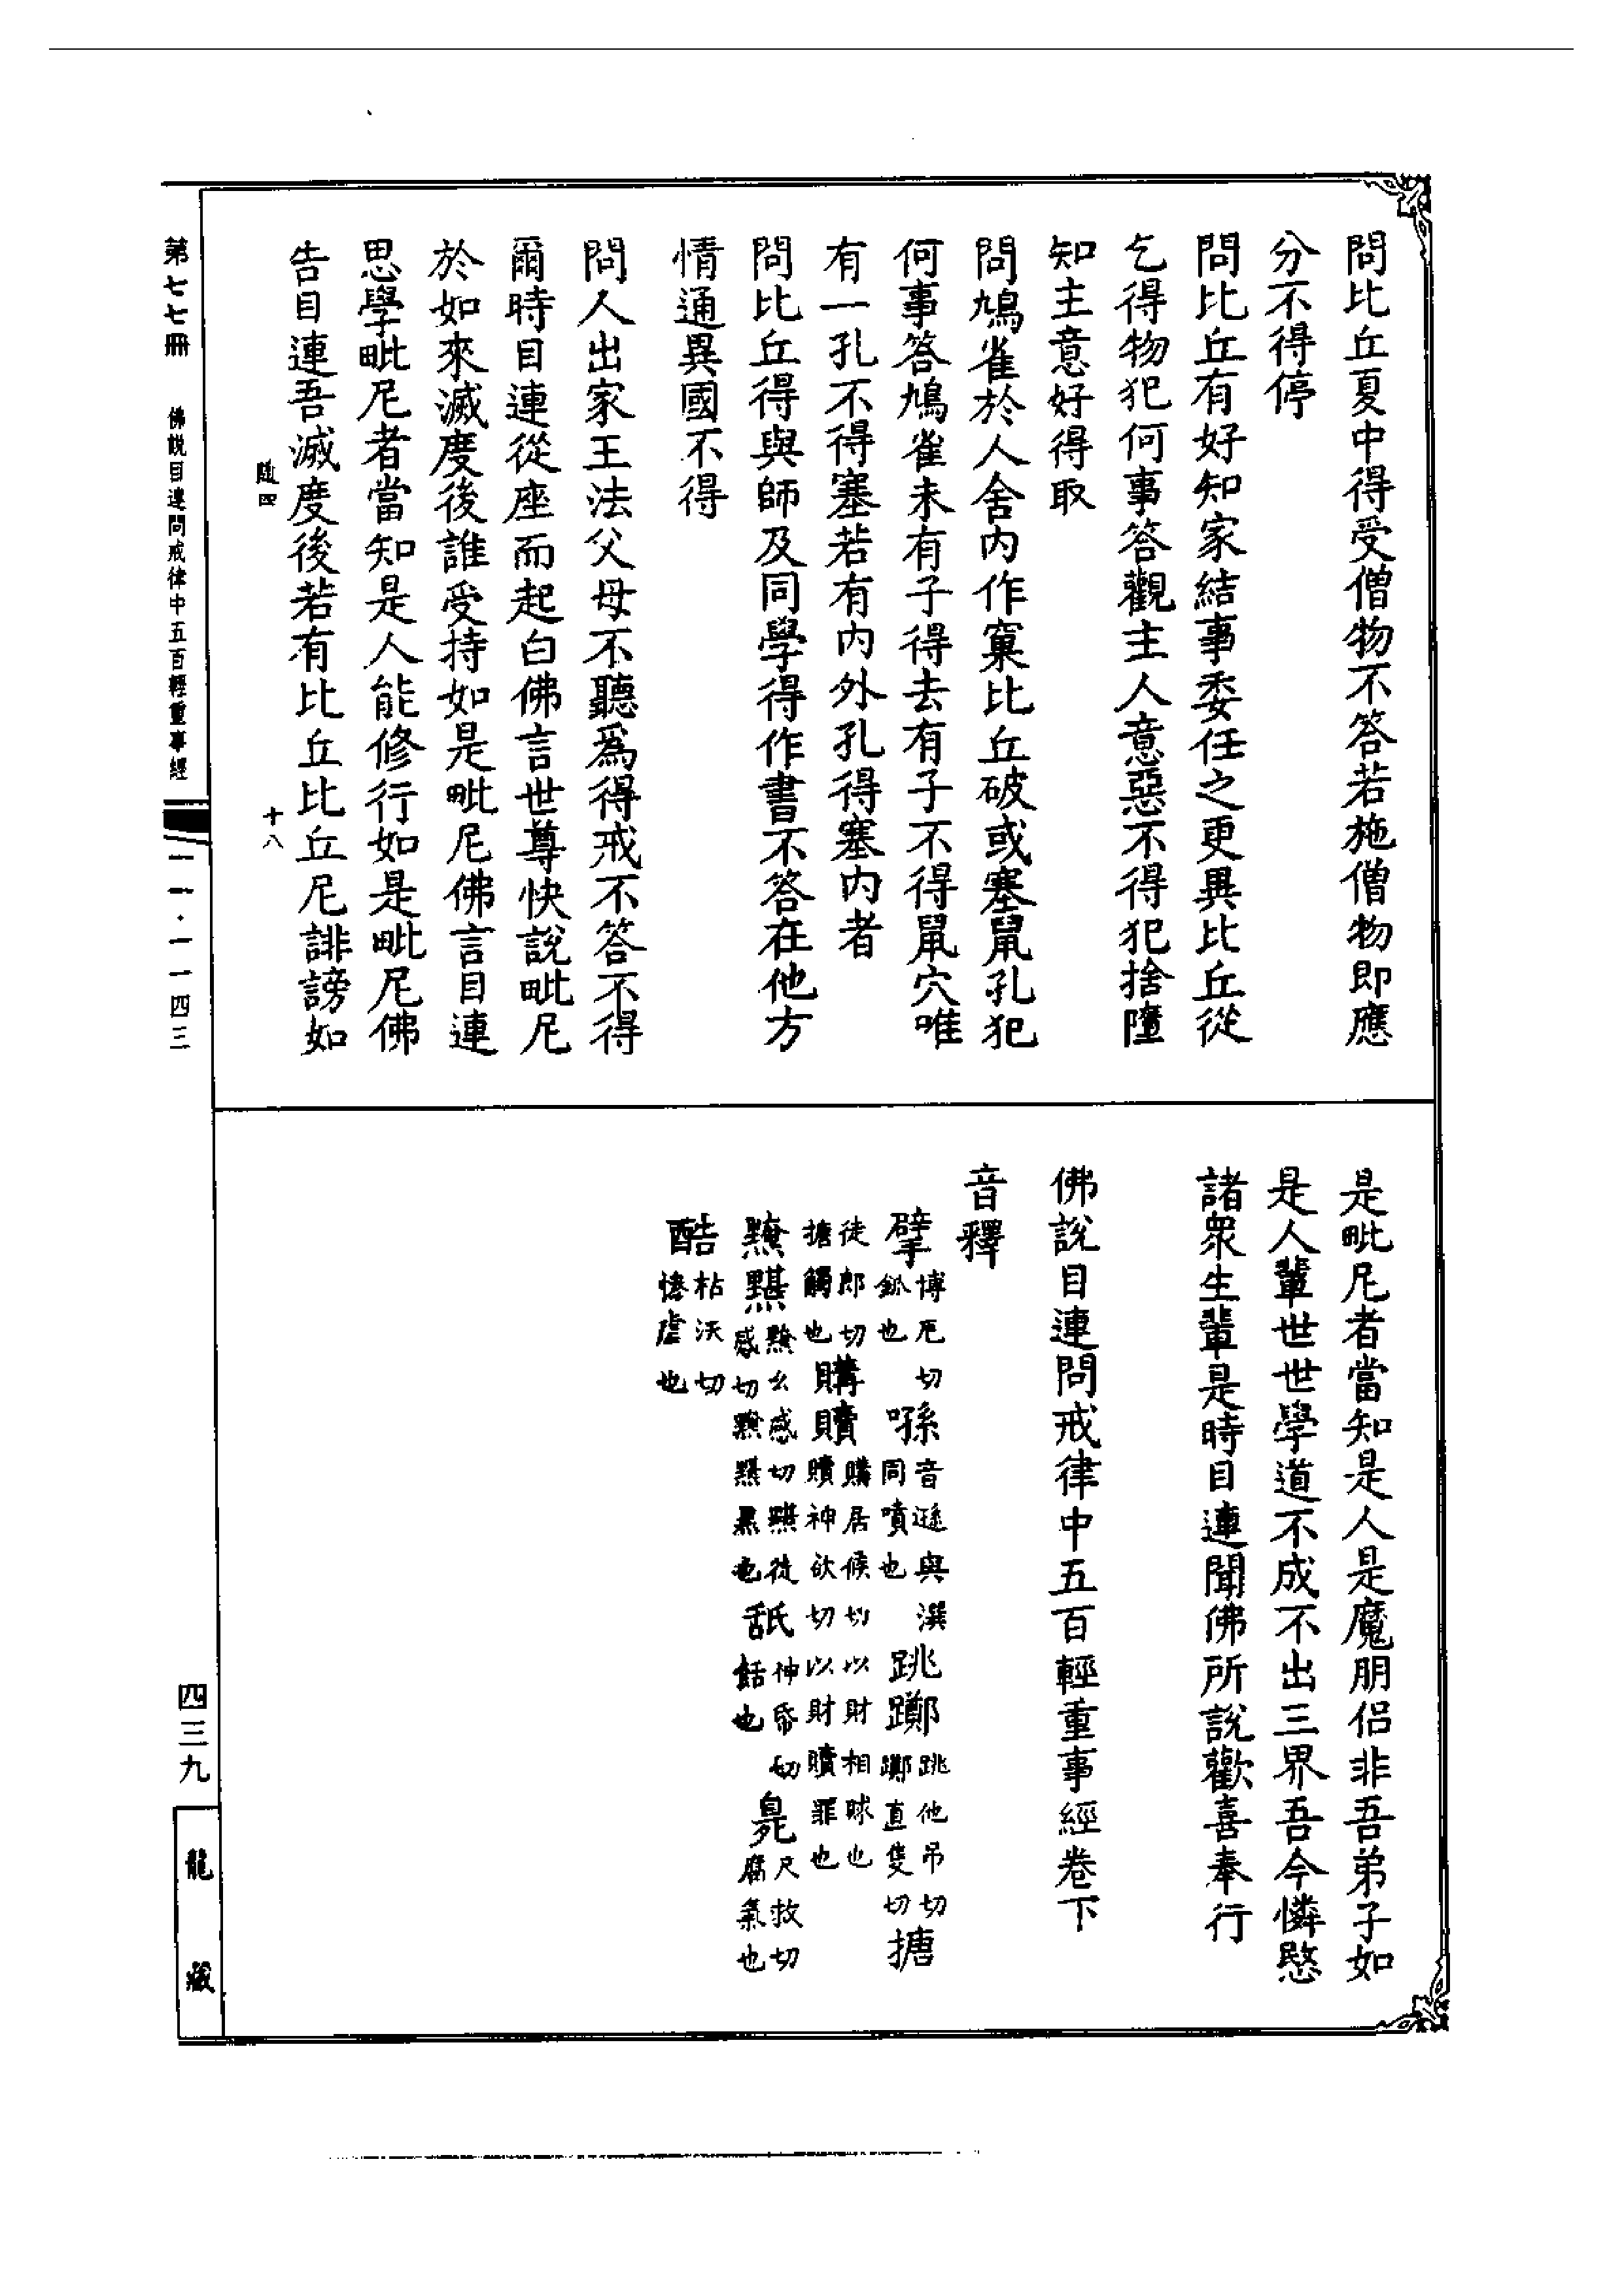 問比丘夏中得受僧物不答若施僧物即應
分不得停
問比丘有好知家結事委任之更異比丘從
乞得物犯何事答觀主人意惡不得犯捨墮
知主意好得取
問鳩雀於人舍內作窠比丘破或塞鼠孔犯
何事答鳩雀未有子得去有子不得鼠穴唯
有一孔不得塞若有內外孔得塞內者
問比丘得與師及同學得作書不答在他方
情通異國不得
問人出家王法父母不聽爲得戒不答不得
爾時目連從座而起白佛言世尊快說毗尼
於如來滅度後誰受持如是毗尼佛言目連
思學毗尼者當知是人能修行如是毗尼佛
告目連吾滅度後若有比丘比丘尼誹謗如
隨四 十八
第七七冊 佛説目連問戒律中五百輕重事經 一一·一一四三
是毗尼者當知是人是魔朋侶非吾弟子如
是人輩世世學道不成不出三界吾今憐愍
諸衆生輩是時目連聞佛所說歡喜奉行
佛說目連問戒律中五百輕重事經卷下
音釋
擘 博厄切 㼌也 㗔 音遜與潠同噴也 跳躑 跳他吊切躑直隻切 搪
徒郎切搪觸也 購贖 購居候切以財相賕也贖神欲切以財贖罪也
黤黮 黤幺感切黮徒感切黤黮黑也 舐 神帋切 餂也 臰 尺救切腐氣也
酷 枯沃切慘虐也
四三九
龍藏